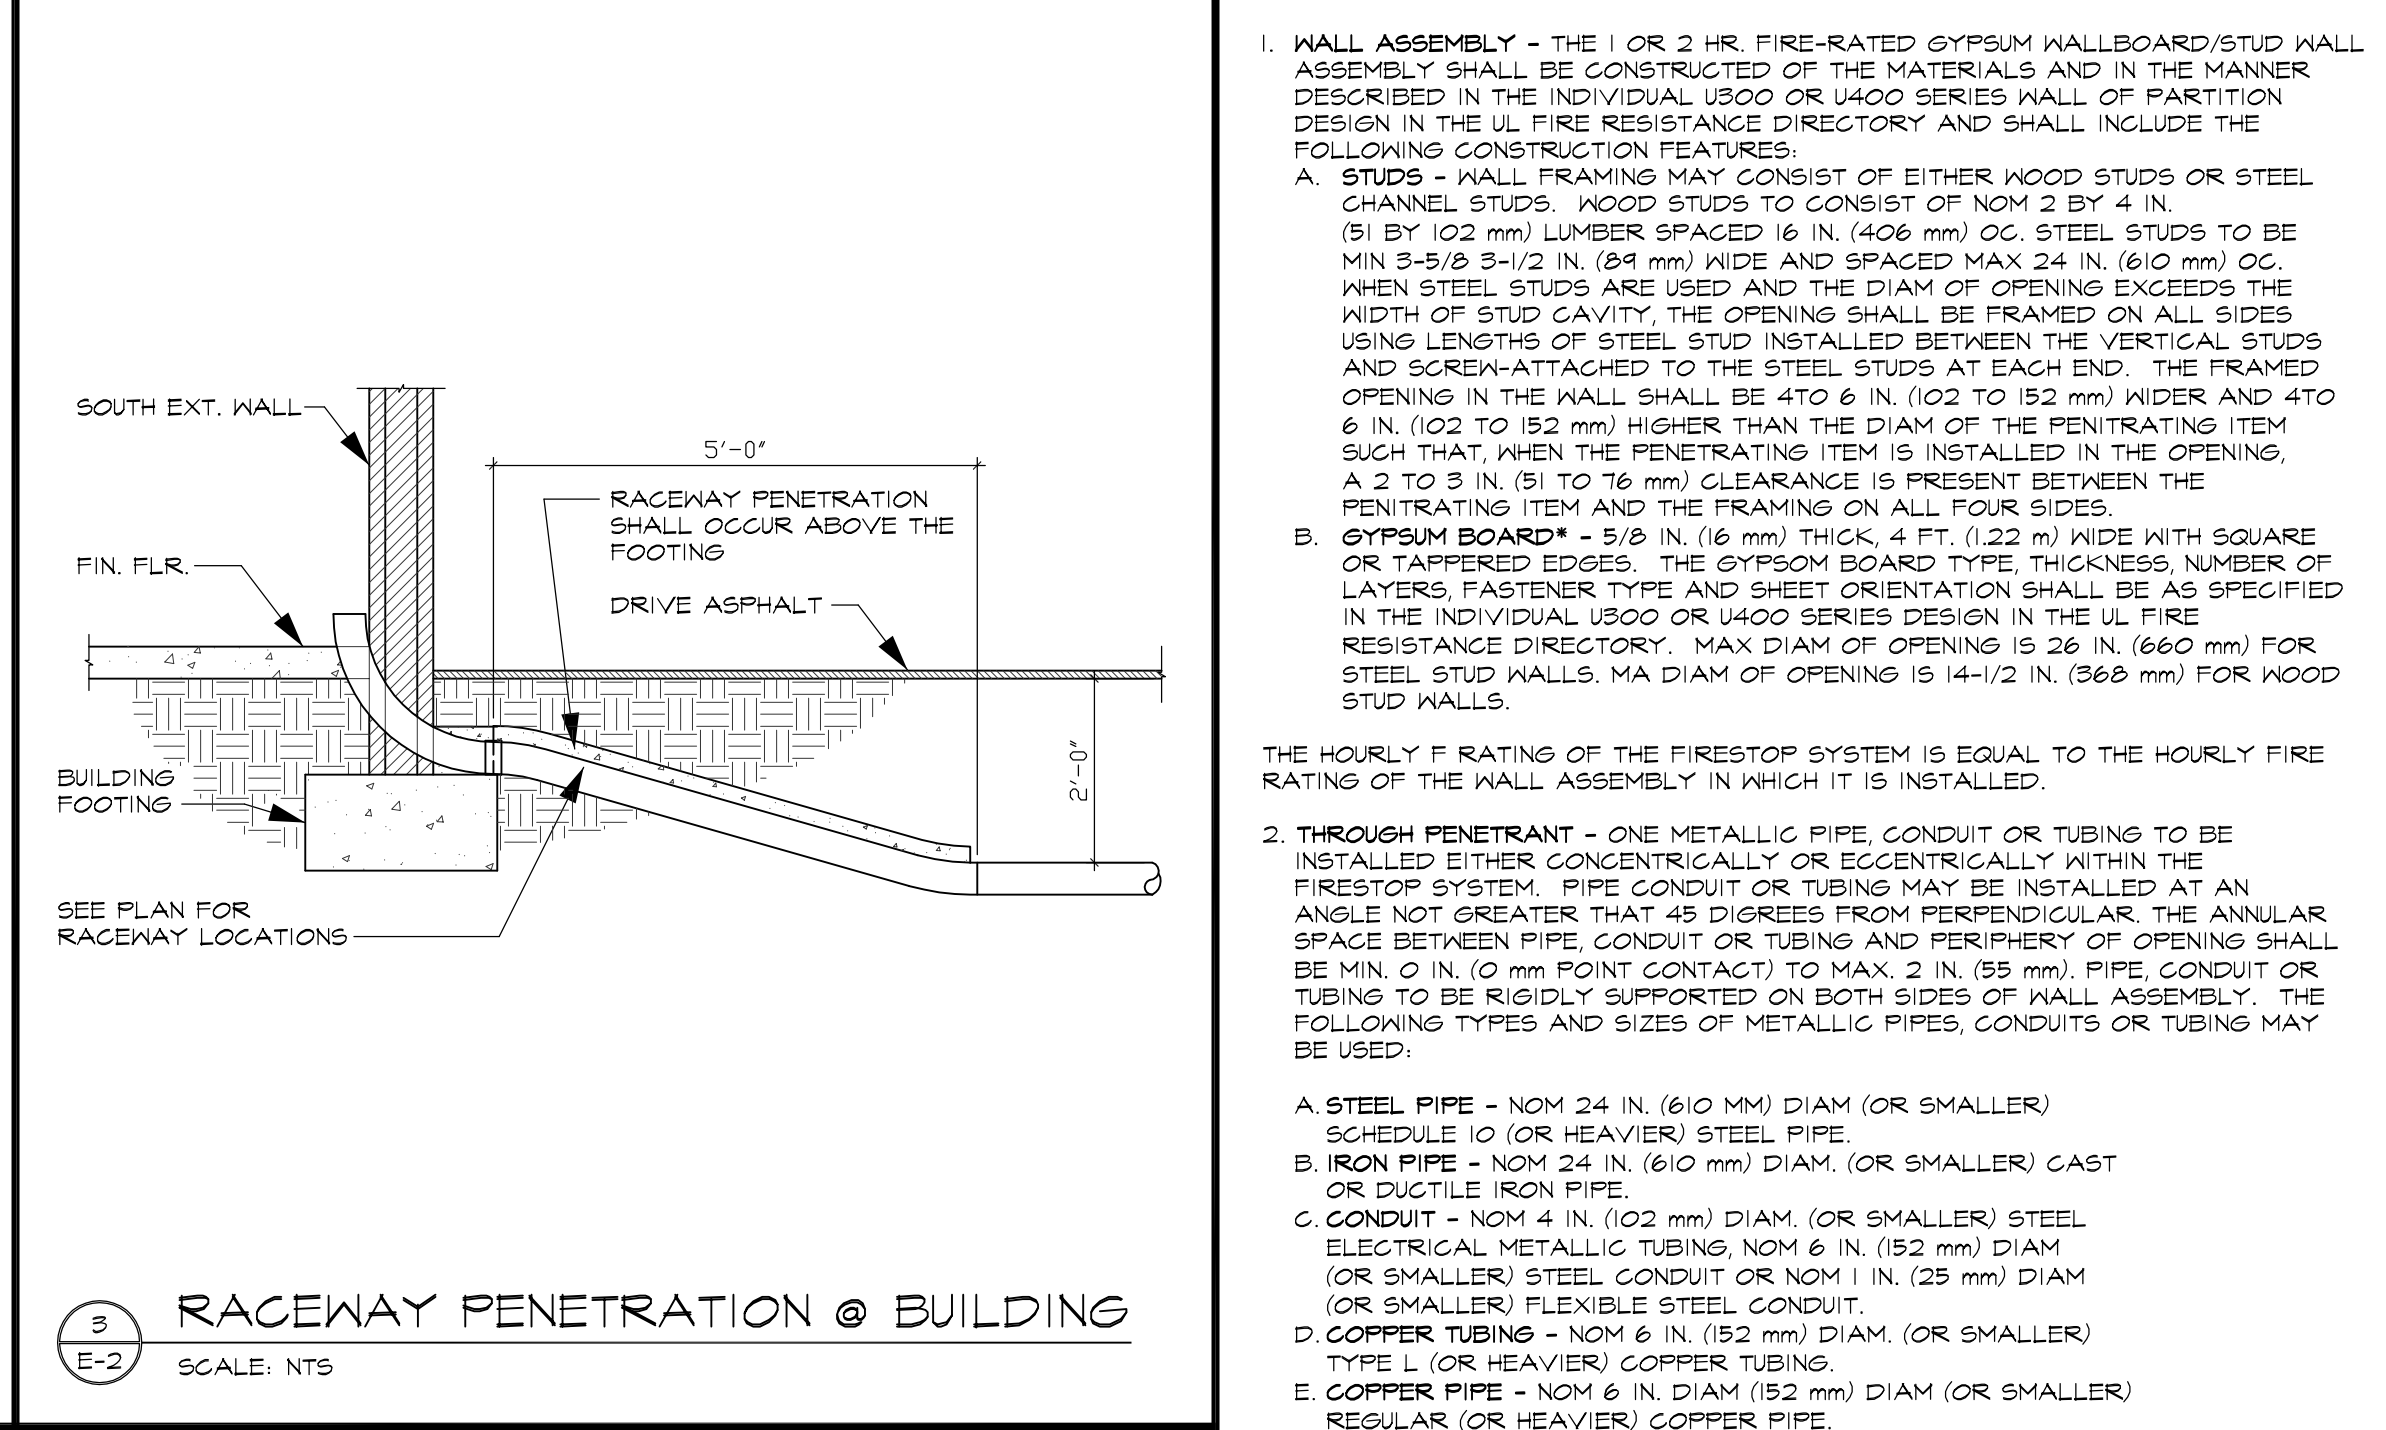 SOUTH EXT. WALL
5'-0"
RACEWAY PENETRATION
SHALL OCCUR ABOVE THE
FOOTING
FIN. FLR.
DRIVE ASPHALT
2'-0"
BUILDING
FOOTING
SEE PLAN FOR
RACEWAY LOCATIONS
3
E-2
RACEWAY PENETRATION @ BUILDING
SCALE: NTS
1. WALL ASSEMBLY - THE 1 OR 2 HR. FIRE-RATED GYPSUM WALLBOARD/STUD WALL
ASSEMBLY SHALL BE CONSTRUCTED OF THE MATERIALS AND IN THE MANNER
DESCRIBED IN THE INDIVIDUAL U300 OR U400 SERIES WALL OF PARTITION
DESIGN IN THE UL FIRE RESISTANCE DIRECTORY AND SHALL INCLUDE THE
FOLLOWING CONSTRUCTION FEATURES:
A. STUDS - WALL FRAMING MAY CONSIST OF EITHER WOOD STUDS OR STEEL
CHANNEL STUDS. WOOD STUDS TO CONSIST OF NOM 2 BY 4 IN.
(51 BY 102 mm) LUMBER SPACED 16 IN. (406 mm) OC. STEEL STUDS TO BE
MIN 3-5/8 3-1/2 IN. (89 mm) WIDE AND SPACED MAX 24 IN. (610 mm) OC.
WHEN STEEL STUDS ARE USED AND THE DIAM OF OPENING EXCEEDS THE
WIDTH OF STUD CAVITY, THE OPENING SHALL BE FRAMED ON ALL SIDES
USING LENGTHS OF STEEL STUD INSTALLED BETWEEN THE VERTICAL STUDS
AND SCREW-ATTACHED TO THE STEEL STUDS AT EACH END. THE FRAMED
OPENING IN THE WALL SHALL BE 4TO 6 IN. (102 TO 152 mm) WIDER AND 4TO
6 IN. (102 TO 152 mm) HIGHER THAN THE DIAM OF THE PENITRATING ITEM
SUCH THAT, WHEN THE PENETRATING ITEM IS INSTALLED IN THE OPENING,
A 2 TO 3 IN. (51 TO 76 mm) CLEARANCE IS PRESENT BETWEEN THE
PENITRATING ITEM AND THE FRAMING ON ALL FOUR SIDES.
B. GYPSUM BOARD* - 5/8 IN. (16 mm) THICK, 4 FT. (1.22 m) WIDE WITH SQUARE
OR TAPPERED EDGES. THE GYPSOM BOARD TYPE, THICKNESS, NUMBER OF
LAYERS, FASTENER TYPE AND SHEET ORIENTATION SHALL BE AS SPECIFIED
IN THE INDIVIDUAL U300 OR U400 SERIES DESIGN IN THE UL FIRE
RESISTANCE DIRECTORY. MAX DIAM OF OPENING IS 26 IN. (660 mm) FOR
STEEL STUD WALLS. MA DIAM OF OPENING IS 14-1/2 IN. (368 mm) FOR WOOD
STUD WALLS.
THE HOURLY F RATING OF THE FIRESTOP SYSTEM IS EQUAL TO THE HOURLY FIRE
RATING OF THE WALL ASSEMBLY IN WHICH IT IS INSTALLED.
2. THROUGH PENETRANT - ONE METALLIC PIPE, CONDUIT OR TUBING TO BE
INSTALLED EITHER CONCENTRICALLY OR ECCENTRICALLY WITHIN THE
FIRESTOP SYSTEM. PIPE CONDUIT OR TUBING MAY BE INSTALLED AT AN
ANGLE NOT GREATER THAT 45 DIGREES FROM PERPENDICULAR. THE ANNULAR
SPACE BETWEEN PIPE, CONDUIT OR TUBING AND PERIPHERY OF OPENING SHALL
BE MIN. 0 IN. (0 mm POINT CONTACT) TO MAX. 2 IN. (55 mm). PIPE, CONDUIT OR
TUBING TO BE RIGIDLY SUPPORTED ON BOTH SIDES OF WALL ASSEMBLY. THE
FOLLOWING TYPES AND SIZES OF METALLIC PIPES, CONDUITS OR TUBING MAY
BE USED:
A. STEEL PIPE - NOM 24 IN. (610 MM) DIAM (OR SMALLER)
SCHEDULE 10 (OR HEAVIER) STEEL PIPE.
B. IRON PIPE - NOM 24 IN. (610 mm) DIAM. (OR SMALLER) CAST
OR DUCTILE IRON PIPE.
C. CONDUIT - NOM 4 IN. (102 mm) DIAM. (OR SMALLER) STEEL
ELECTRICAL METALLIC TUBING, NOM 6 IN. (152 mm) DIAM
(OR SMALLER) STEEL CONDUIT OR NOM 1 IN. (25 mm) DIAM
(OR SMALLER) FLEXIBLE STEEL CONDUIT.
D. COPPER TUBING - NOM 6 IN. (152 mm) DIAM. (OR SMALLER)
TYPE L (OR HEAVIER) COPPER TUBING.
E. COPPER PIPE - NOM 6 IN. DIAM (152 mm) DIAM (OR SMALLER)
REGULAR (OR HEAVIER) COPPER PIPE.